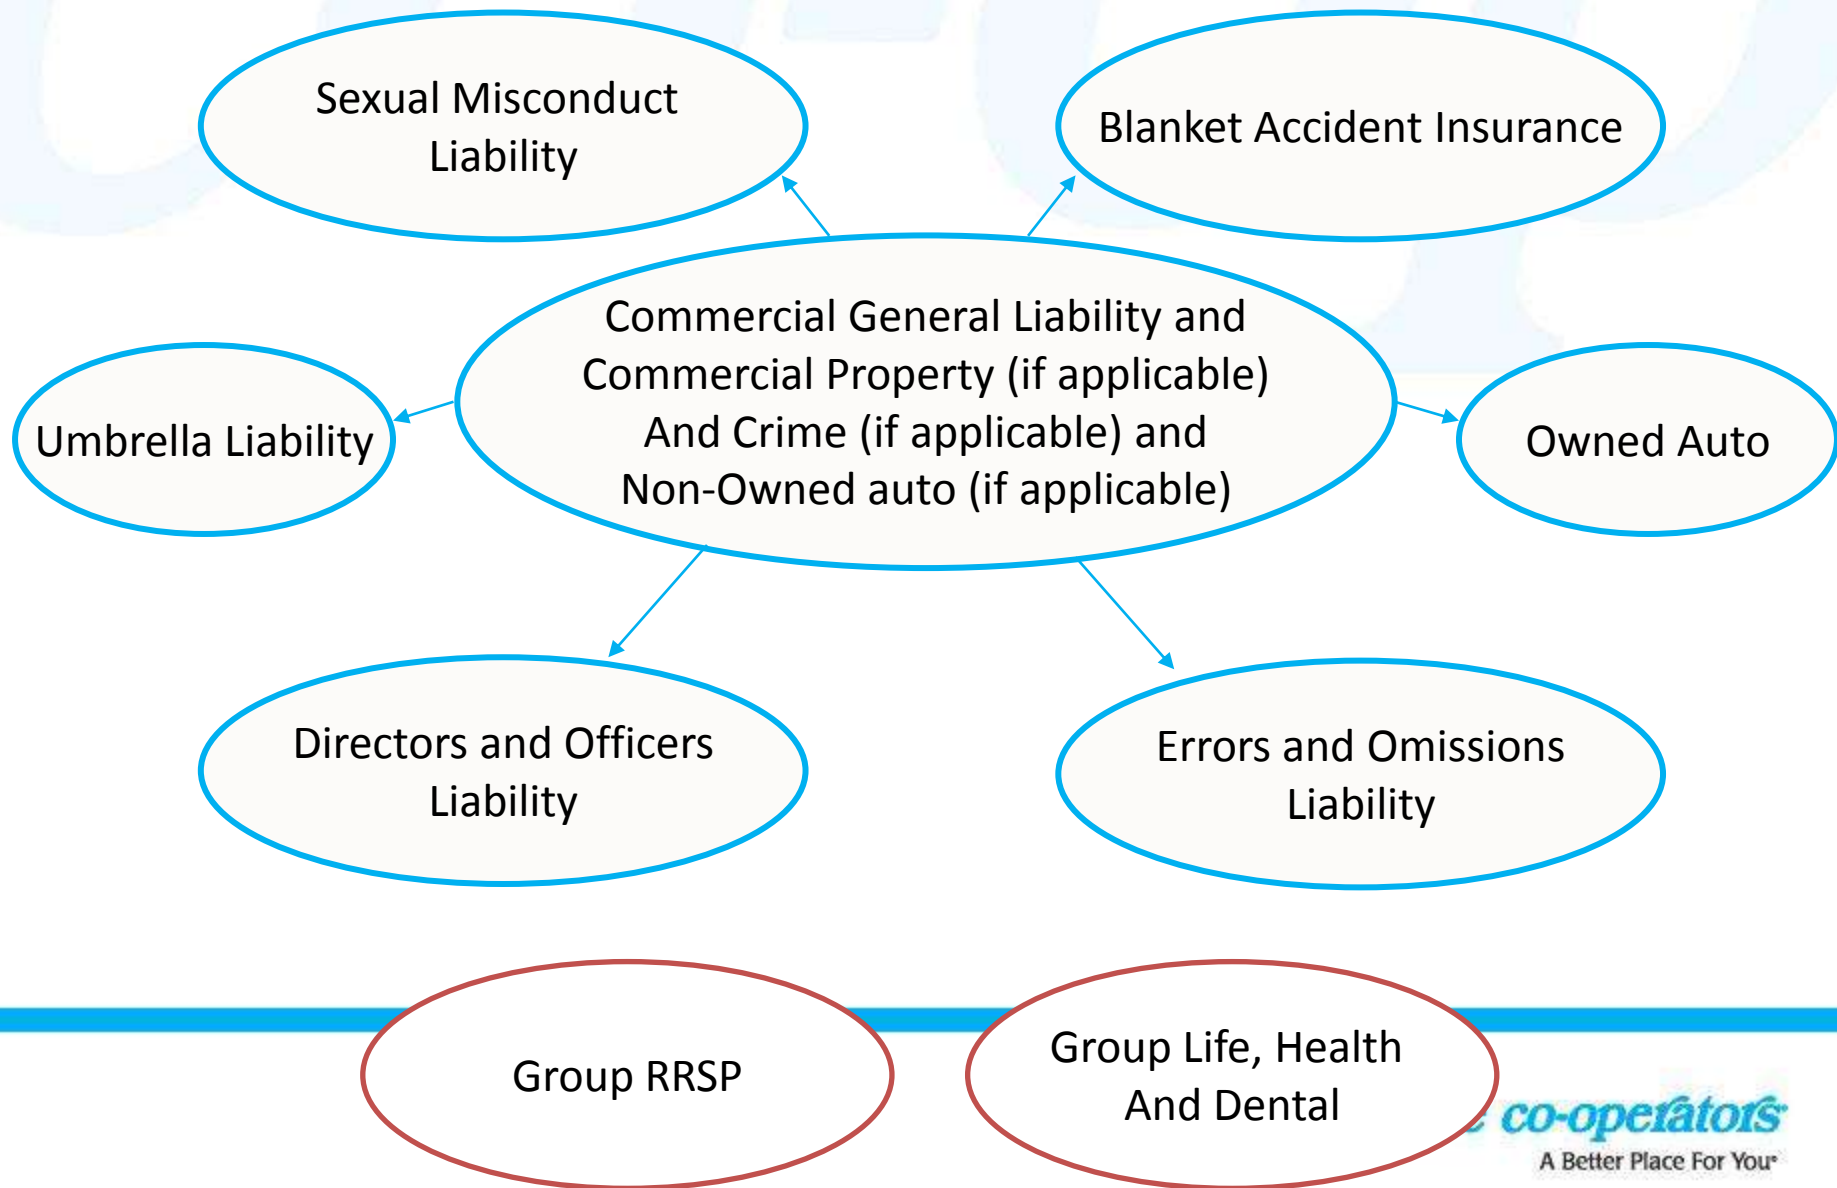 Sexual Misconduct
Liability
Blanket Accident Insurance
Commercial General Liability and
Commercial Property (if applicable)
And Crime (if applicable) and
Non-Owned auto (if applicable)
Umbrella Liability
Owned Auto
Directors and Officers
Liability
Errors and Omissions
Liability
Group RRSP
Group Life, Health
And Dental
co-operators
A Better Place For You®